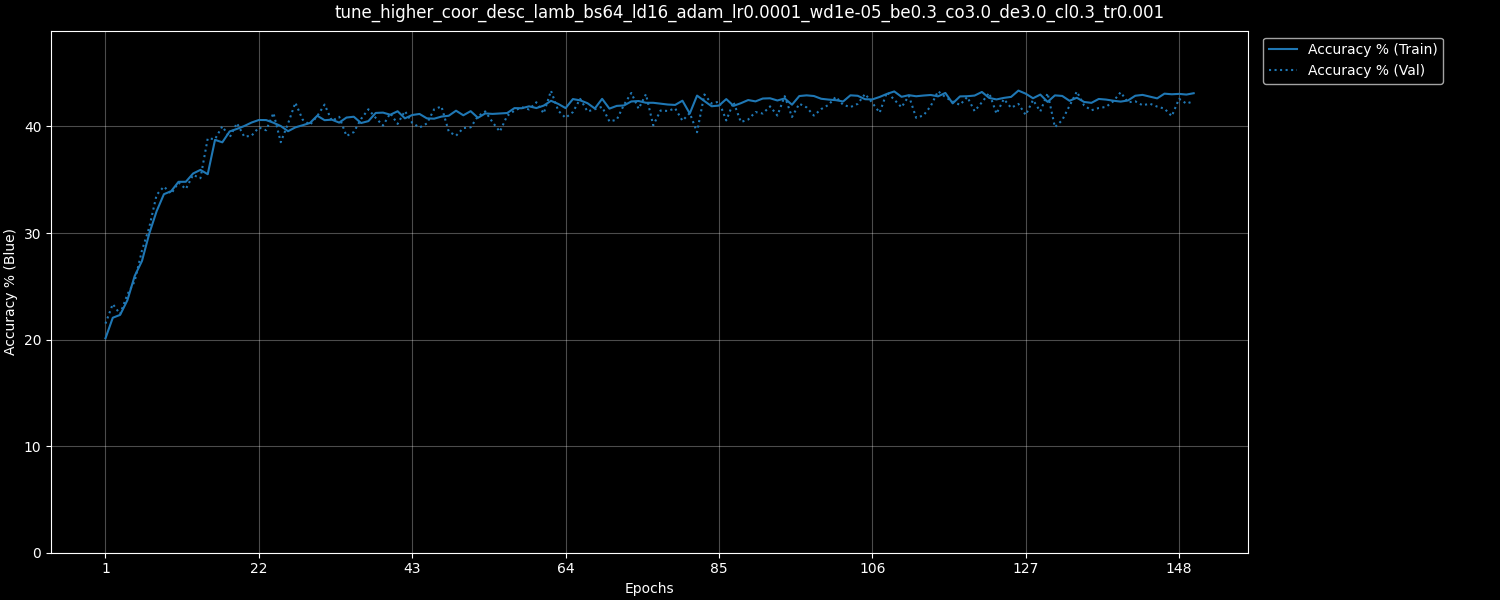 tune_higher_coor_desc_lamb_bs64_ld16_adam_lr0.0001_wd1e-05_be0.3_co3.0_de3.0_cl0.3_tr0.001
Accuracy % (Train)
Accuracy % (Val)
Accuracy % (Blue)
40
30
20
10
0
1 22 43 64 85 106 127 148
Epochs